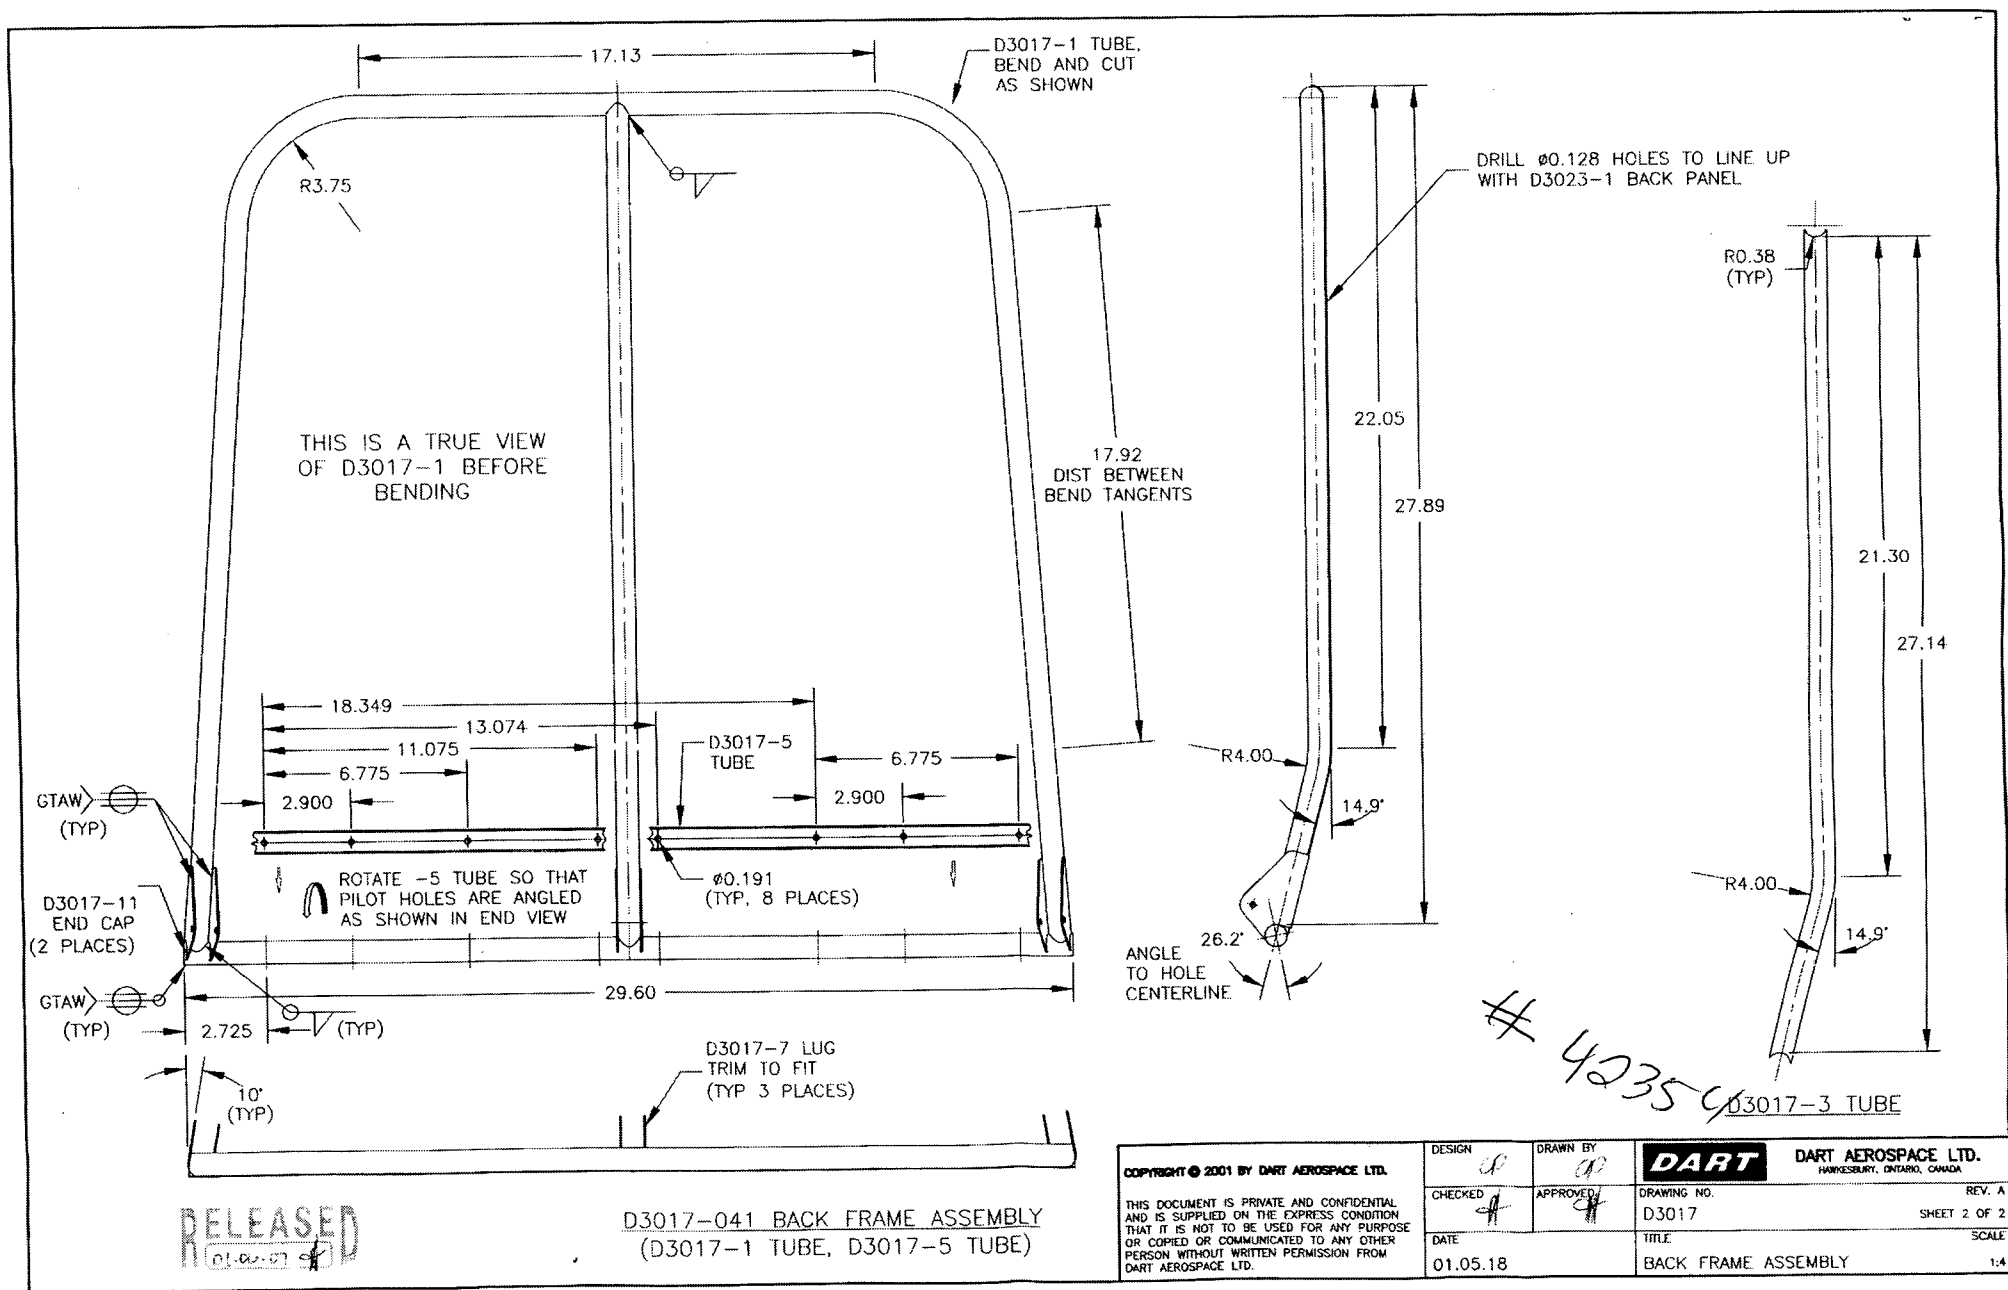 17.13
D3017-1 TUBE,
BEND AND CUT
AS SHOWN
R3.75
DRILL ø0.128 HOLES TO LINE UP
WITH D3023-1 BACK PANEL
R0.38
(TYP)
THIS IS A TRUE VIEW
OF D3017-1 BEFORE
BENDING
17.92
DIST BETWEEN
BEND TANGENTS
22.05
27.89
21.30
27.14
18.349
13.074
11.075
6.775
2.900
D3017-5
TUBE
6.775
2.900
R4.00
14.9°
R4.00
14.9°
GTAW
(TYP)
ROTATE -5 TUBE SO THAT
PILOT HOLES ARE ANGLED
AS SHOWN IN END VIEW
ø0.191
(TYP, 8 PLACES)
D3017-11
END CAP
(2 PLACES)
26.2°
ANGLE
TO HOLE
CENTERLINE
GTAW
(TYP)
29.60
2.725
(TYP)
10°
(TYP)
D3017-7 LUG
TRIM TO FIT
(TYP 3 PLACES)
# 42354
D3017-3 TUBE
RELEASED
D3017-041 BACK FRAME ASSEMBLY
(D3017-1 TUBE, D3017-5 TUBE)
COPYRIGHT © 2001 BY DART AEROSPACE LTD.
THIS DOCUMENT IS PRIVATE AND CONFIDENTIAL
AND IS SUPPLIED ON THE EXPRESS CONDITION
THAT IT IS NOT TO BE USED FOR ANY PURPOSE
OR COPIED OR COMMUNICATED TO ANY OTHER
PERSON WITHOUT WRITTEN PERMISSION FROM
DART AEROSPACE LTD.
DESIGN
DRAWN BY
CHECKED
APPROVED
DATE
01.05.18
DART
DART AEROSPACE LTD.
HAWKESBURY, ONTARIO, CANADA
DRAWING NO.
REV. A
D3017
SHEET 2 OF 2
TITLE
SCALE
BACK FRAME ASSEMBLY
1:4